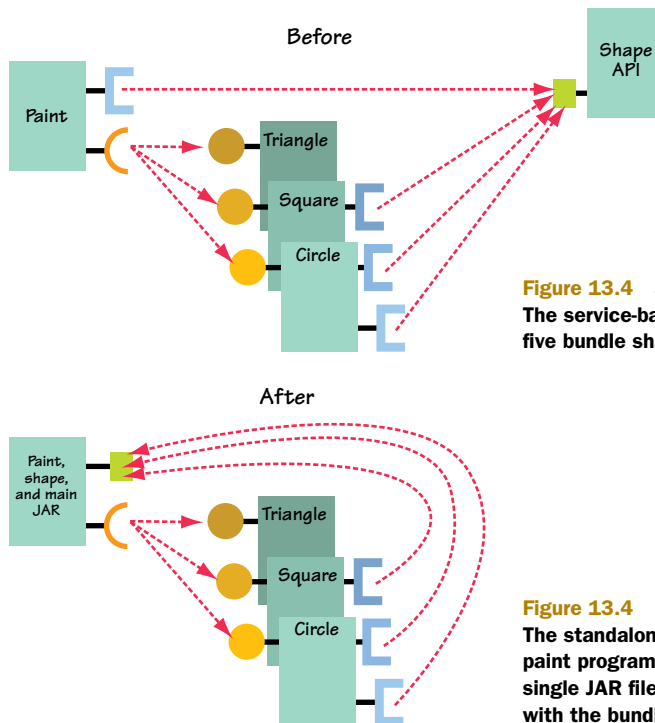 Before
Paint
Shape
API
Triangle
Square
Circle
Figure 13.4
The service-ba
five bundle sh
After
Paint,
shape,
and main
JAR
Triangle
Square
Circle
Figure 13.4
The standalon
paint program
single JAR file
with the bundi